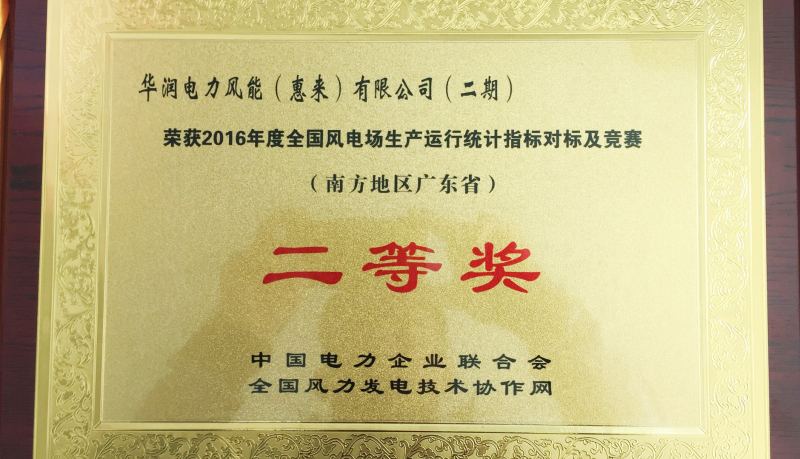 华润电力风能（惠来）有限公司（二期）
荣获2016年度全国风电场生产运行统计指标对标及竞赛
（南方地区广东省）
二等奖
中国电力企业联合会
全国风力发电技术协作网